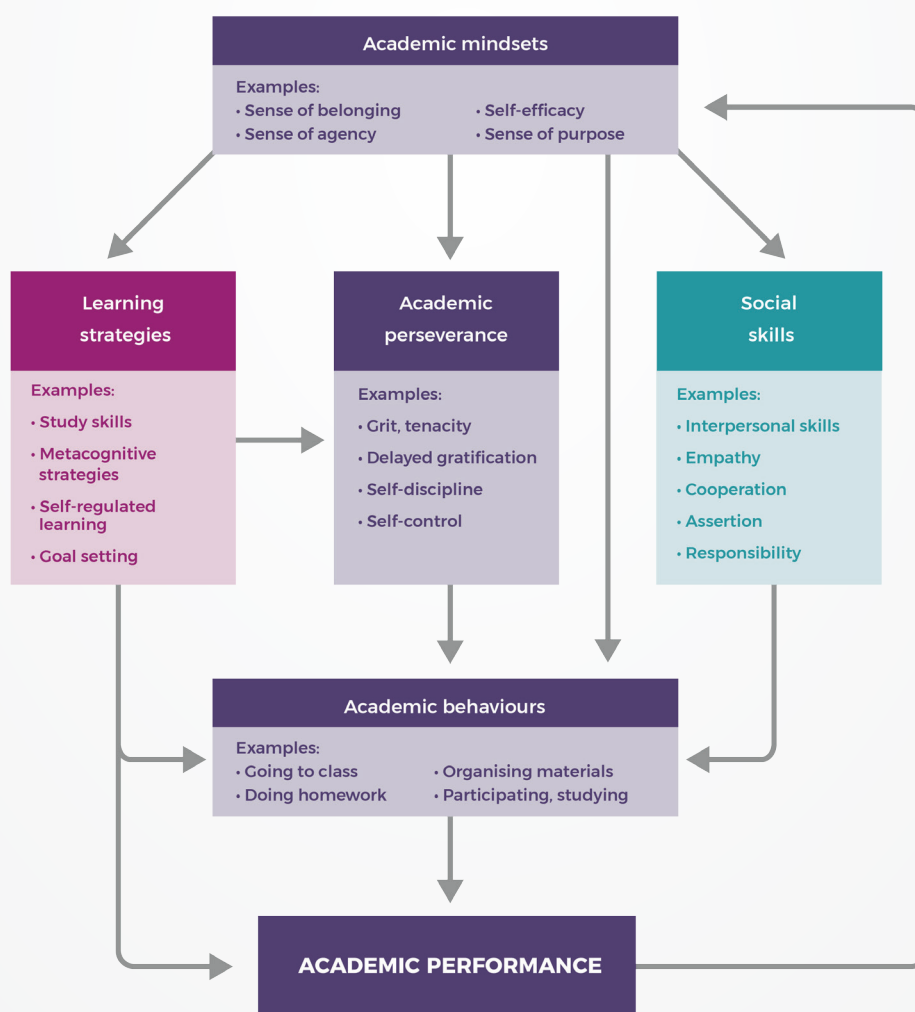 Academic mindsets
Examples:
• Sense of belonging
• Sense of agency
• Self-efficacy
• Sense of purpose
Learning
strategies
Examples:
• Study skills
• Metacognitive
strategies
• Self-regulated
learning
• Goal setting
Academic
perseverance
Examples:
• Grit, tenacity
• Delayed gratification
• Self-discipline
• Self-control
Social
skills
Examples:
• Interpersonal skills
• Empathy
• Cooperation
• Assertion
• Responsibility
Academic behaviours
Examples:
• Going to class
• Doing homework
• Organising materials
• Participating, studying
ACADEMIC PERFORMANCE